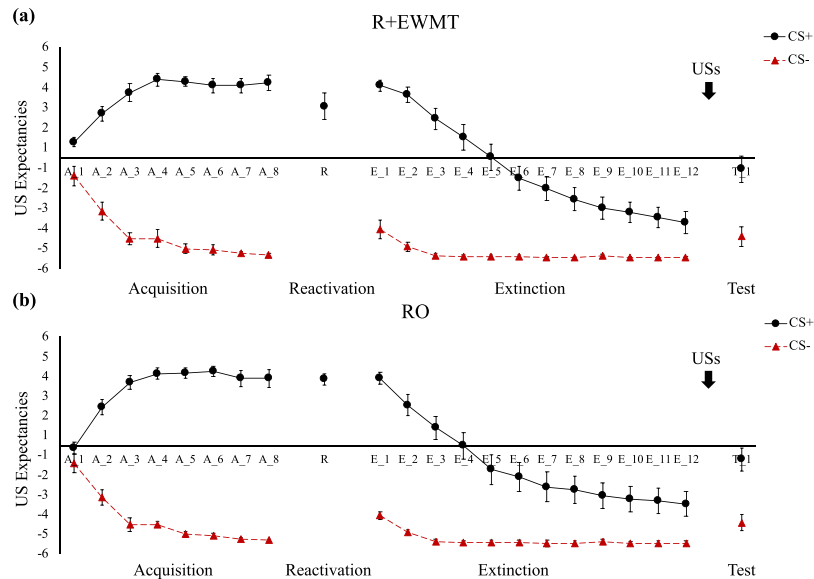 (a)
R+EWMT
CS+
CS-
USs
US Expectancies
6
5
4
3
2
1
-1
-2
-3
-4
-5
-6
A_1 A_2 A_3 A_4 A_5 A_6 A_7 A_8 R E_1 E_2 E_3 E_4 E_5 E_6 E_7 E_8 E_9 E_10 E_11 E_12 T_1
Acquisition Reactivation Extinction Test
(b)
RO
CS+
CS-
USs
US Expectancies
6
5
4
3
2
1
-1
-2
-3
-4
-5
-6
A_1 A_2 A_3 A_4 A_5 A_6 A_7 A_8 R E_1 E_2 E_3 E_4 E_5 E_6 E_7 E_8 E_9 E_10 E_11 E_12 T_1
Acquisition Reactivation Extinction Test